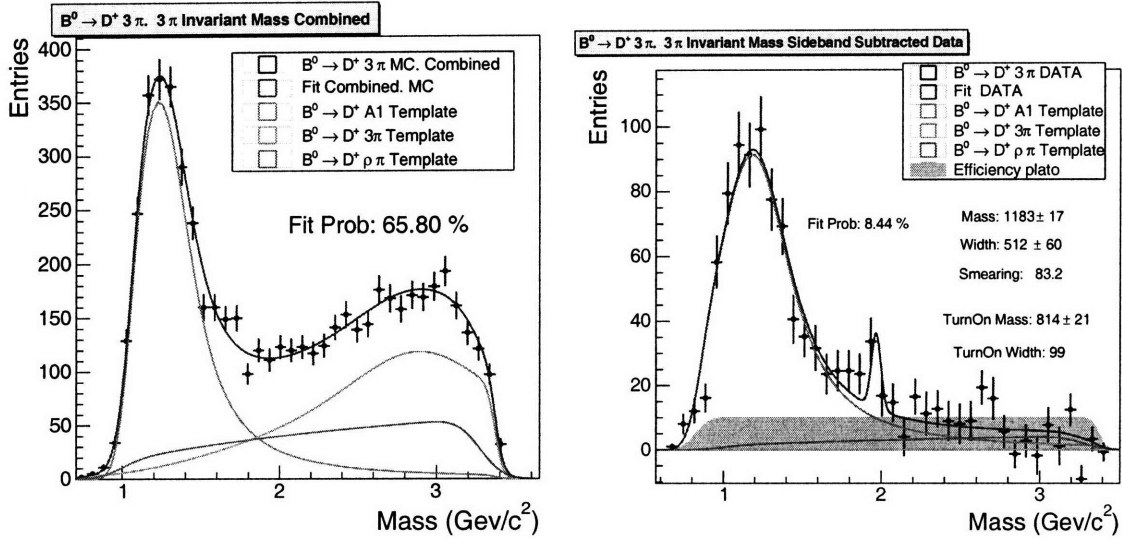 B⁰ → D⁺ 3 π. 3 π Invariant Mass Combined
Entries
400
350
300
250
200
150
100
50
0
B⁰ → D⁺ 3 π MC. Combined
Fit Combined. MC
B⁰ → D⁺ A1 Template
B⁰ → D⁺ 3π Template
B⁰ → D⁺ ρ π Template
Fit Prob: 65.80 %
1 2 3
Mass (Gev/c²)
B⁰ → D⁺ 3 π. 3 π Invariant Mass Sideband Subtracted Data
Entries
100
80
60
40
20
0
B⁰ → D⁺ 3 π DATA
Fit DATA
B⁰ → D⁺ A1 Template
B⁰ → D⁺ 3π Template
B⁰ → D⁺ ρ π Template
Efficiency plato
Fit Prob: 8.44 %
Mass: 1183± 17
Width: 512 ± 60
Smearing: 83.2
TurnOn Mass: 814± 21
TurnOn Width: 99
1 2 3
Mass (Gev/c²)